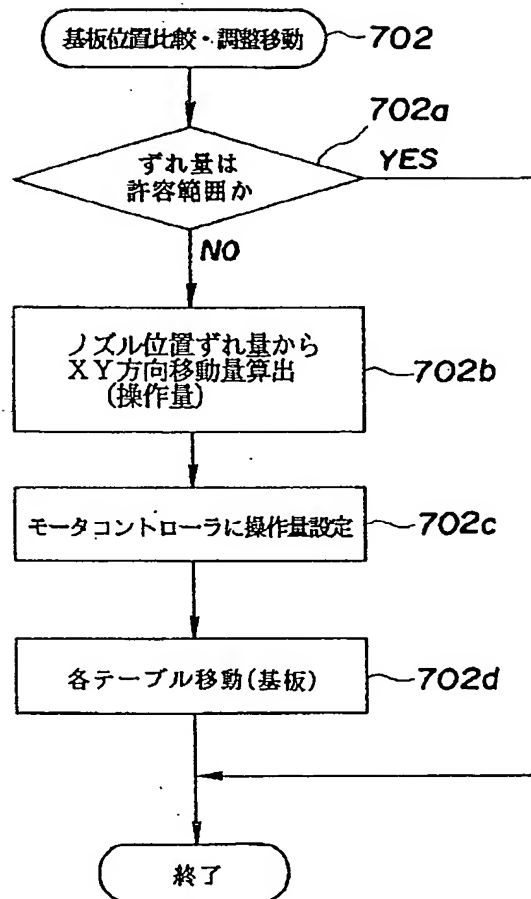 基板位置比較・調整移動
702
702a
ずれ量は
許容範囲か
YES
NO
ノズル位置ずれ量から
XY方向移動量算出
(操作量)
702b
モータコントローラに操作量設定
702c
各テーブル移動(基板)
702d
終了